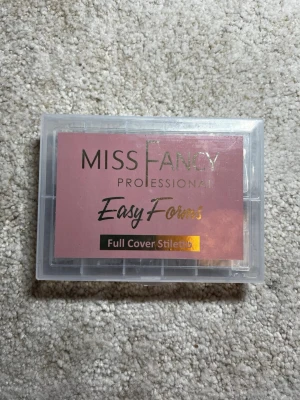 MISS FANCY
PROFESSIONAL
Easy Forms
Full Cover Stiletto